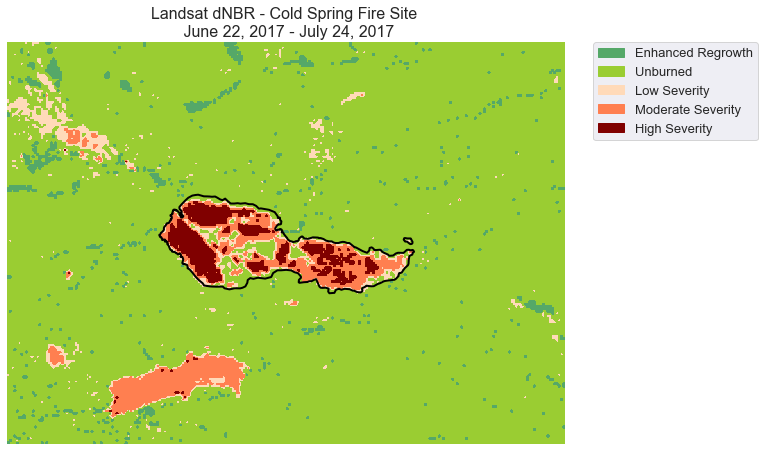 Landsat dNBR - Cold Spring Fire Site
June 22, 2017 - July 24, 2017
Enhanced Regrowth
Unburned
Low Severity
Moderate Severity
High Severity